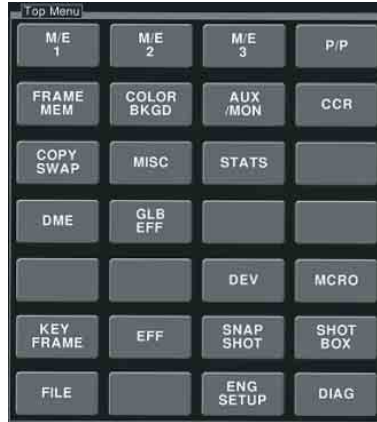 Top Menu
M/E 1
M/E 2
M/E 3
P/P
FRAME MEM
COLOR BKGD
AUX /MON
CCR
COPY SWAP
MISC
STATS
DME
GLB EFF
DEV
MCRO
KEY FRAME
EFF
SNAP SHOT
SHOT BOX
FILE
ENG SETUP
DIAG